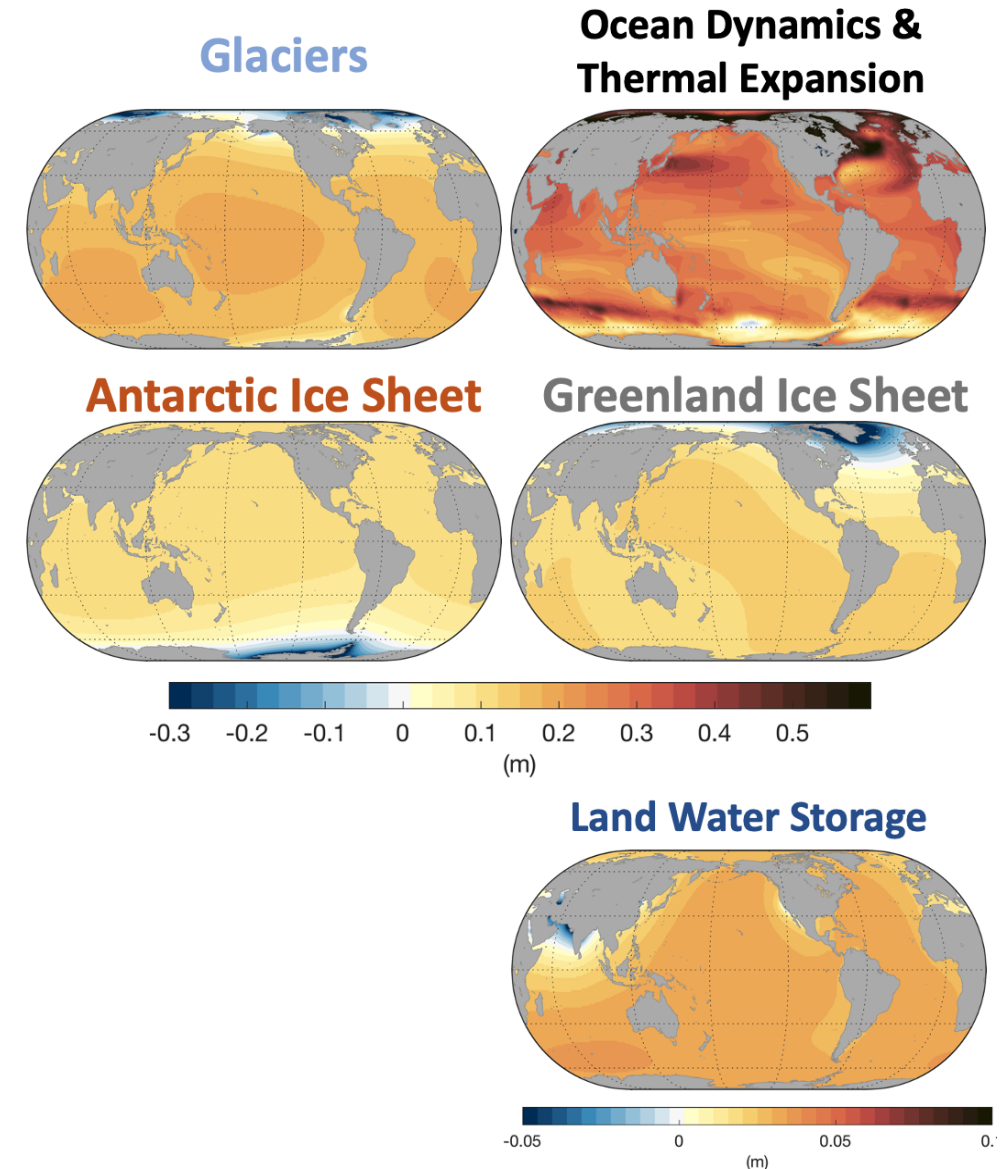 Glaciers
Ocean Dynamics &
Thermal Expansion
Antarctic Ice Sheet
Greenland Ice Sheet
-0.3 -0.2 -0.1 0 0.1 0.2 0.3 0.4 0.5
(m)
Land Water Storage
-0.05 0 0.05
(m)